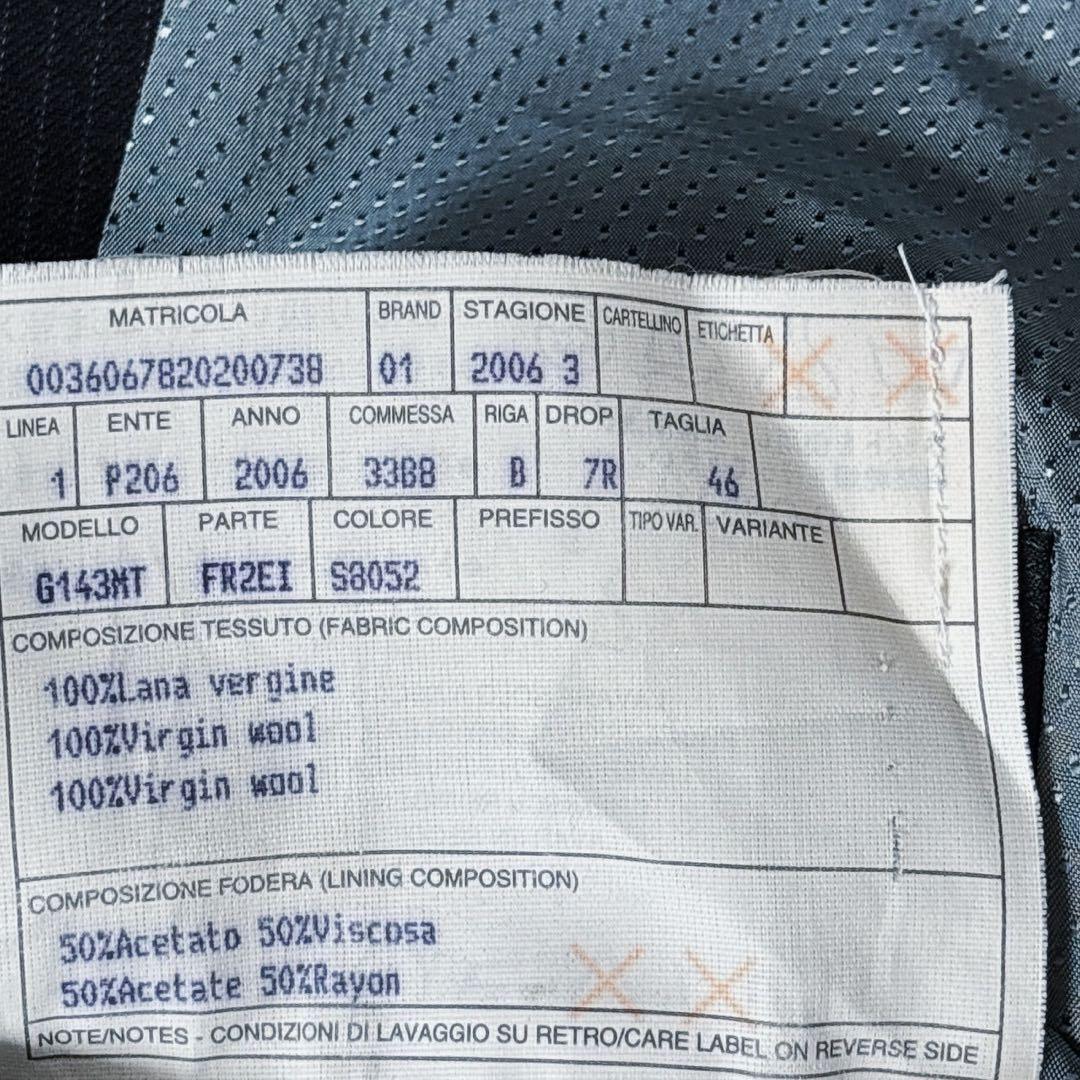 MATRICOLA BRAND STAGIONE CARTELLINO ETICHETTA
0036067820200738 01 2006 3
LINEA ENTE ANNO COMMESSA RIGA DROP TAGLIA
1 P206 2006 33B8 B 7R 46
MODELLO PARTE COLORE PREFISSO TIPO VAR. VARIANTE
G143MT FR2EI S8052
COMPOSIZIONE TESSUTO (FABRIC COMPOSITION)
100%Lana vergine
100%Virgin wool
100%Virgin wool
COMPOSIZIONE FODERA (LINING COMPOSITION)
50%Acetato 50%Viscosa
50%Acetate 50%Rayon
NOTE/NOTES - CONDIZIONI DI LAVAGGIO SU RETRO/CARE LABEL ON REVERSE SIDE